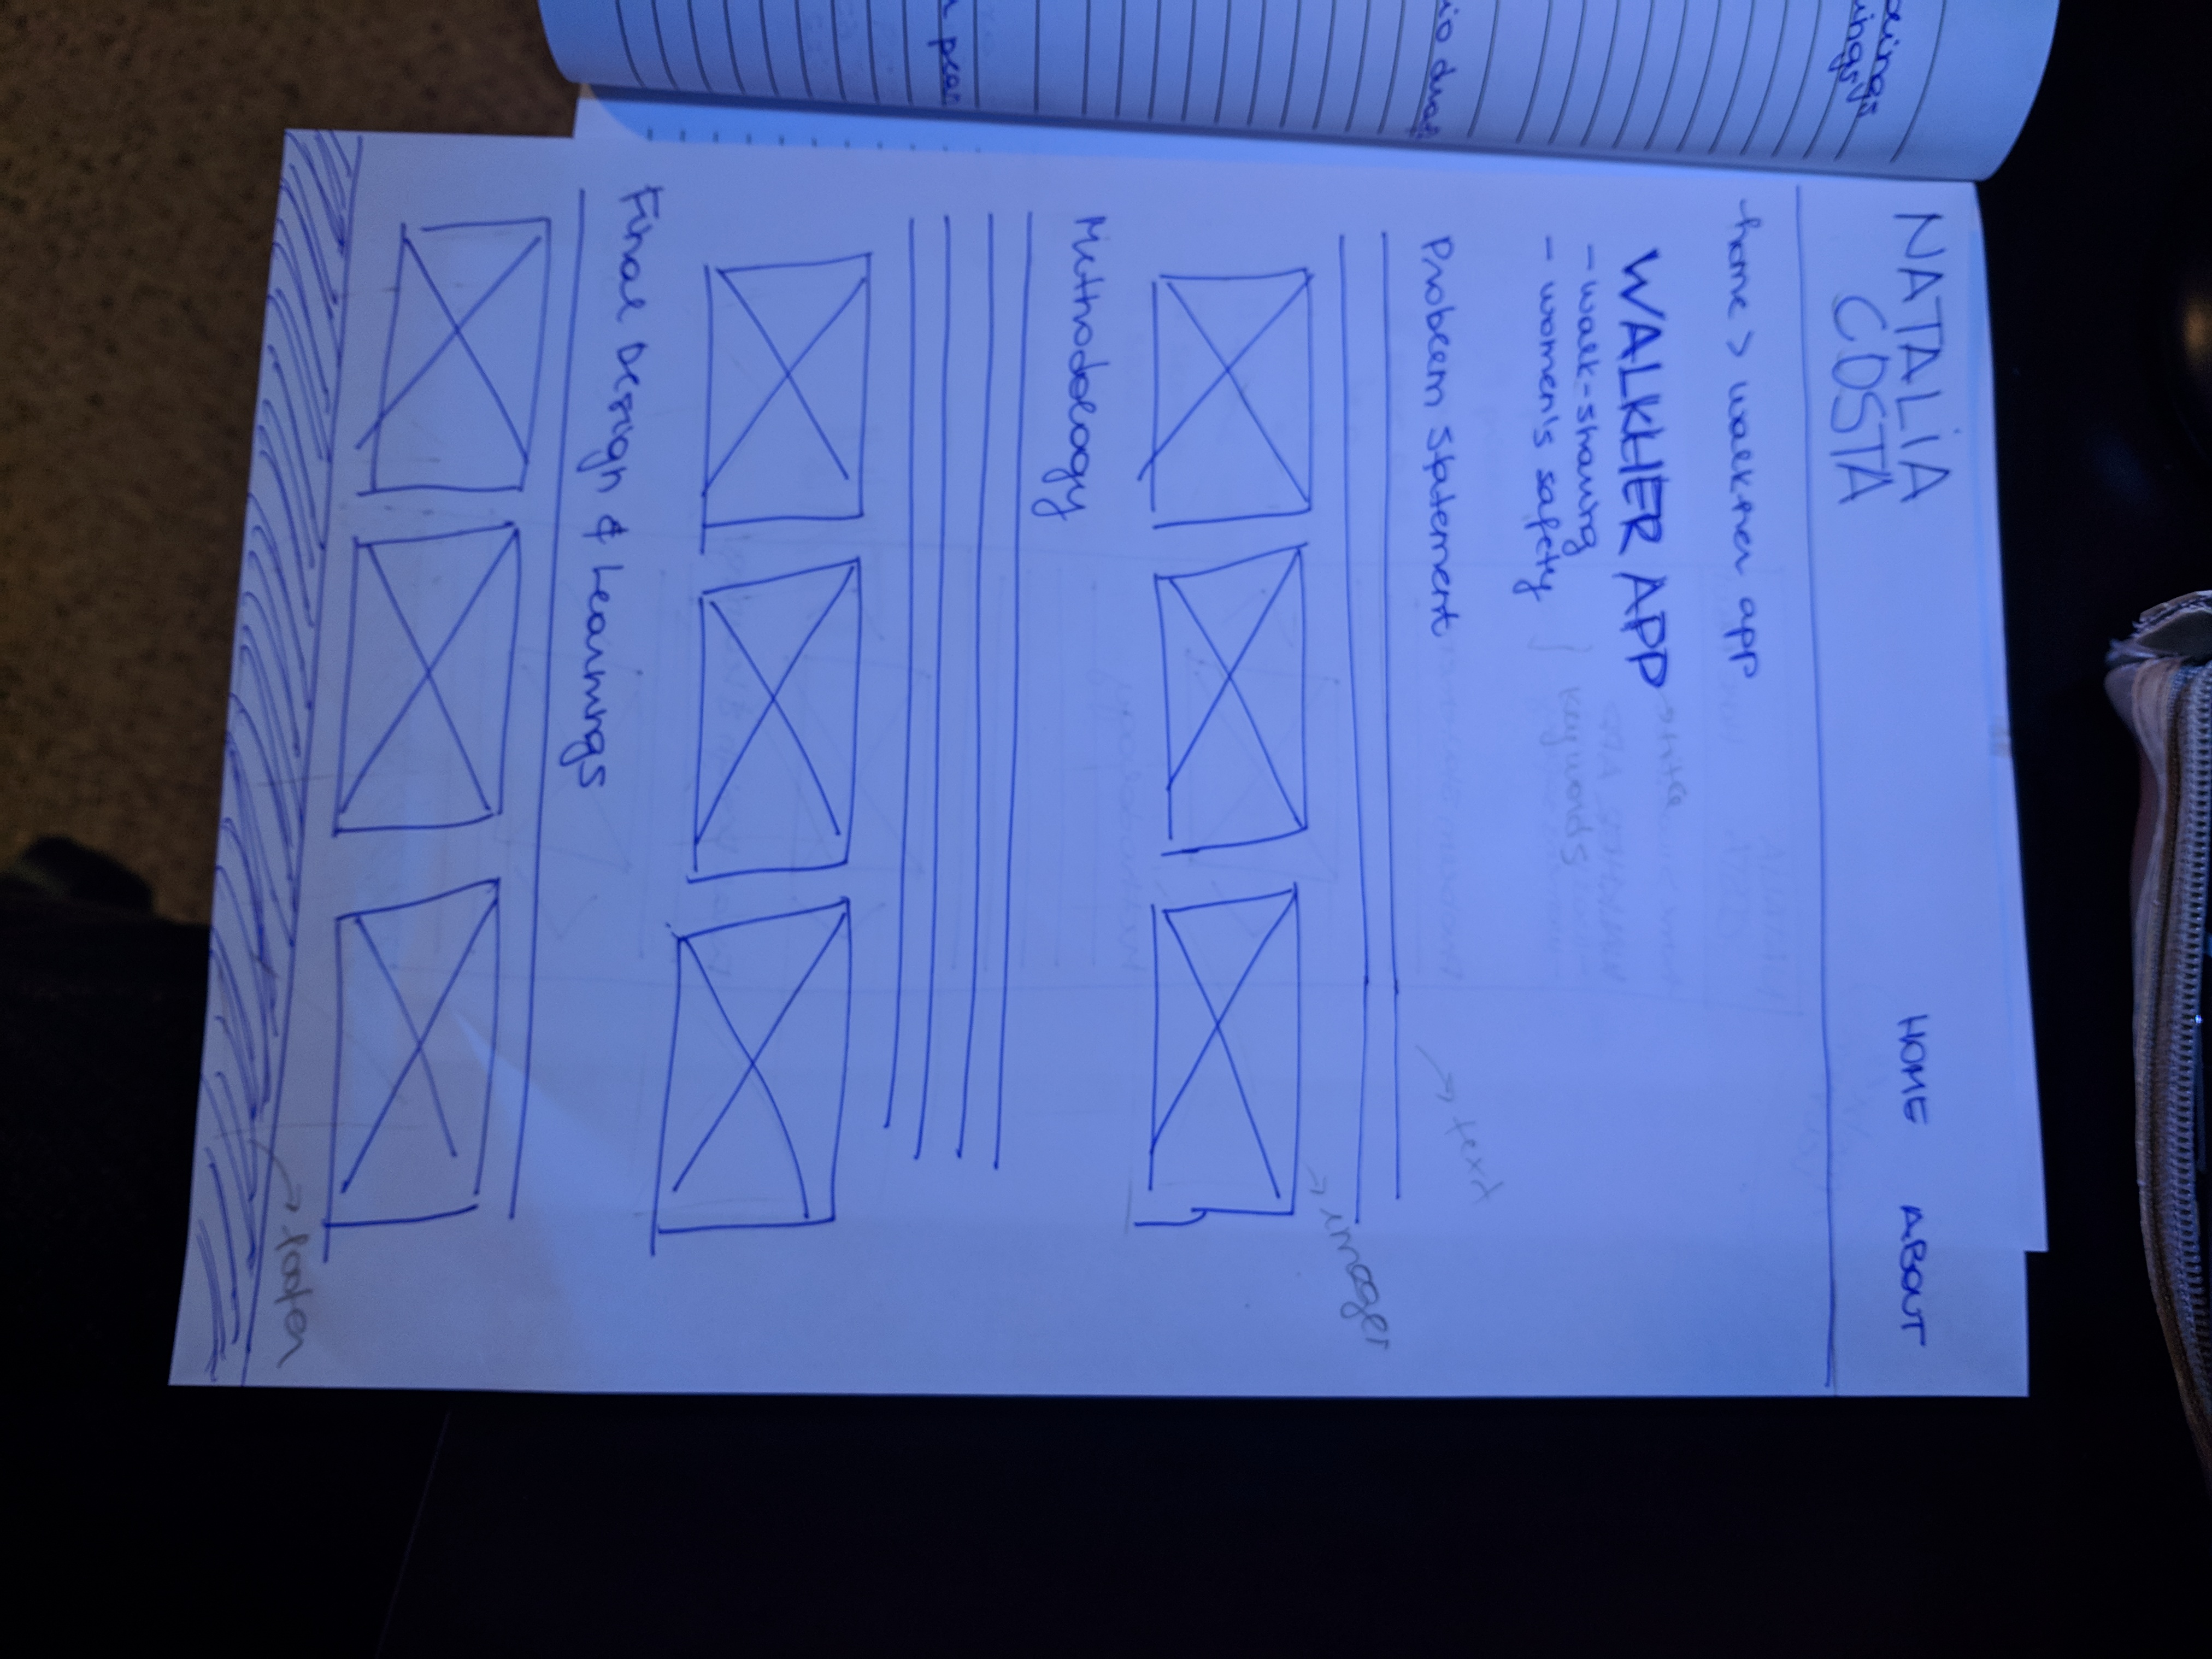 NATALIA
COSTA
HOME ABOUT
home > walkher app
WALKHER APP → title
- walk-sharing
- women's safety
keywords
Problem Statement
→ text
→ images
Methodology
Final Design & Learnings
→ footer